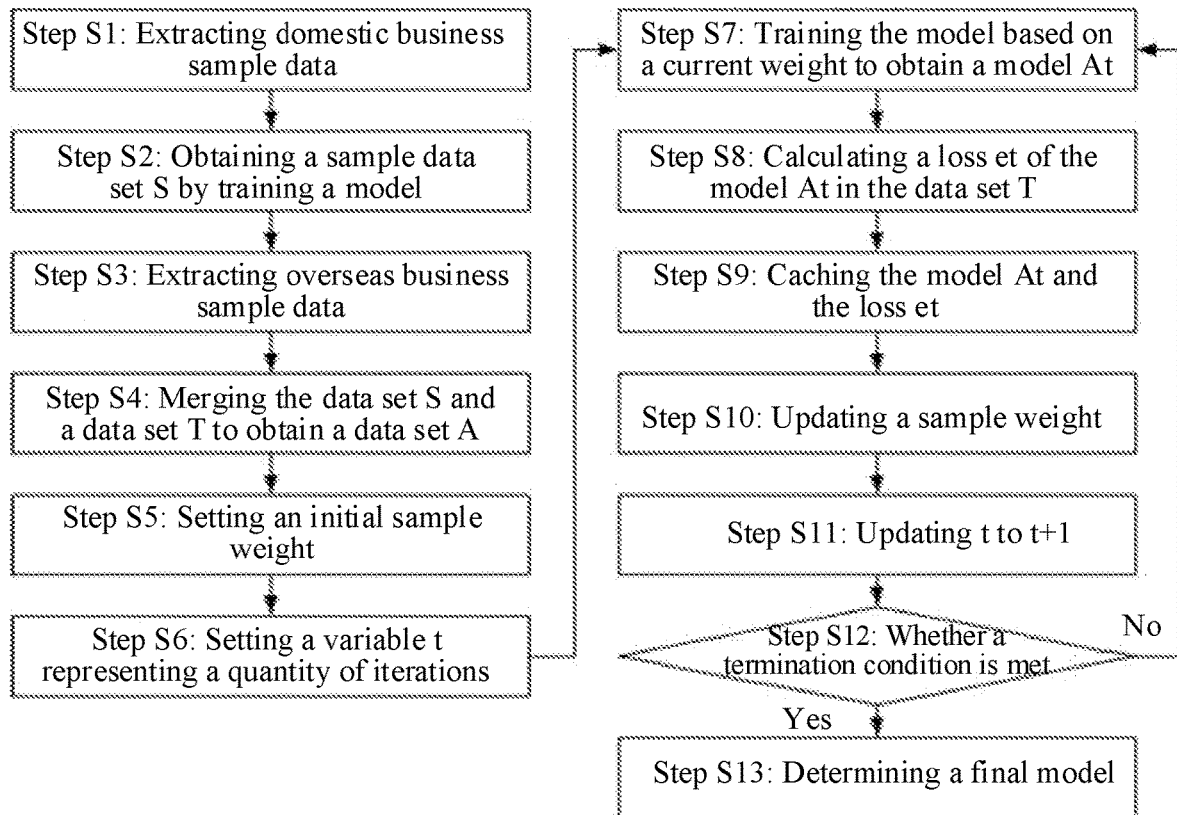 Step S1: Extracting domestic business
sample data
Step S2: Obtaining a sample data
set S by training a model
Step S3: Extracting overseas business
sample data
Step S4: Merging the data set S and
a data set T to obtain a data set A
Step S5: Setting an initial sample
weight
Step S6: Setting a variable t
representing a quantity of iterations
Step S7: Training the model based on
a current weight to obtain a model At
Step S8: Calculating a loss et of the
model At in the data set T
Step S9: Caching the model At and
the loss et
Step S10: Updating a sample weight
Step S11: Updating t to t+1
Step S12: Whether a
termination condition is met
No
Yes
Step S13: Determining a final model